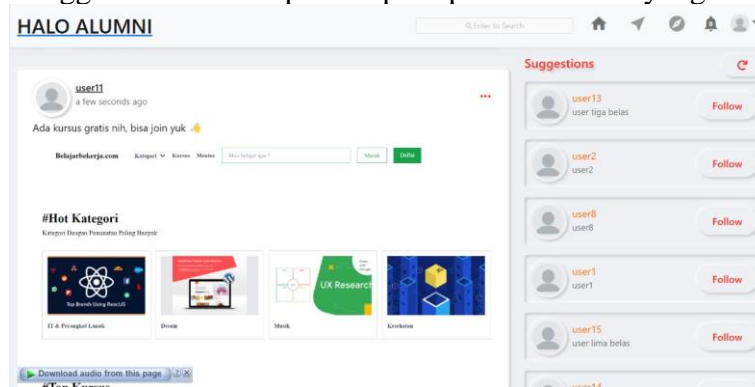 HALO ALUMNI
Enter to Search
user11
a few seconds ago
Ada kursus gratis nih, bisa join yuk 👋
Belajarbekerja.com Kategori Kursus Mentor Mau belajar apa ? Masuk Daftar
#Hot Kategori
Kategori Dengan Peminatan Paling Banyak
Top Brands Using ReactJS
UX Research
IT & Perangkat Lunak
Desain
Musik
Kesehatan
Download audio from this page ? X
#Top Kursus
Suggestions
user13
user tiga belas
Follow
user2
user2
Follow
user8
user8
Follow
user1
user1
Follow
user15
user lima belas
Follow
user14